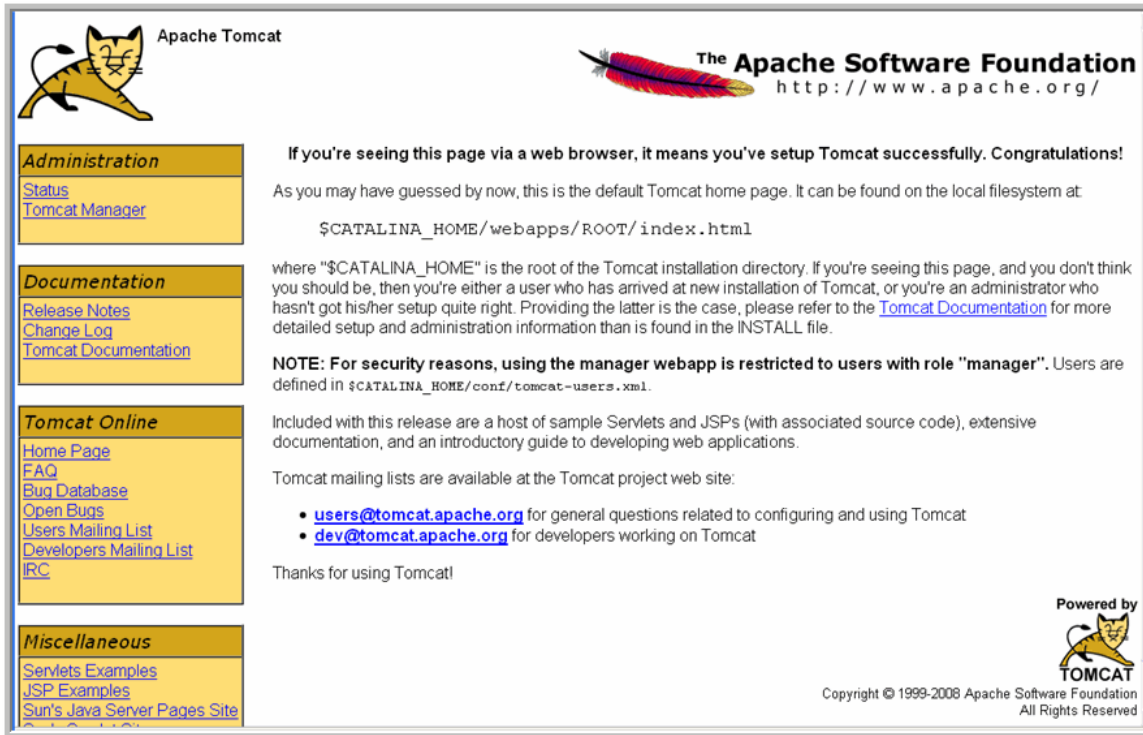 Apache Tomcat
The Apache Software Foundation
http://www.apache.org/
Administration
Status
Tomcat Manager
Documentation
Release Notes
Change Log
Tomcat Documentation
Tomcat Online
Home Page
FAQ
Bug Database
Open Bugs
Users Mailing List
Developers Mailing List
IRC
Miscellaneous
Servlets Examples
JSP Examples
Sun's Java Server Pages Site
If you're seeing this page via a web browser, it means you've setup Tomcat successfully. Congratulations!
As you may have guessed by now, this is the default Tomcat home page. It can be found on the local filesystem at:
$CATALINA_HOME/webapps/ROOT/index.html
where "$CATALINA_HOME" is the root of the Tomcat installation directory. If you're seeing this page, and you don't think
you should be, then you're either a user who has arrived at new installation of Tomcat, or you're an administrator who
hasn't got his/her setup quite right. Providing the latter is the case, please refer to the Tomcat Documentation for more
detailed setup and administration information than is found in the INSTALL file.
NOTE: For security reasons, using the manager webapp is restricted to users with role "manager". Users are
defined in $CATALINA_HOME/conf/tomcat-users.xml.
Included with this release are a host of sample Servlets and JSPs (with associated source code), extensive
documentation, and an introductory guide to developing web applications.
Tomcat mailing lists are available at the Tomcat project web site:
• users@tomcat.apache.org for general questions related to configuring and using Tomcat
• dev@tomcat.apache.org for developers working on Tomcat
Thanks for using Tomcat!
Powered by
TOMCAT
Copyright © 1999-2008 Apache Software Foundation
All Rights Reserved